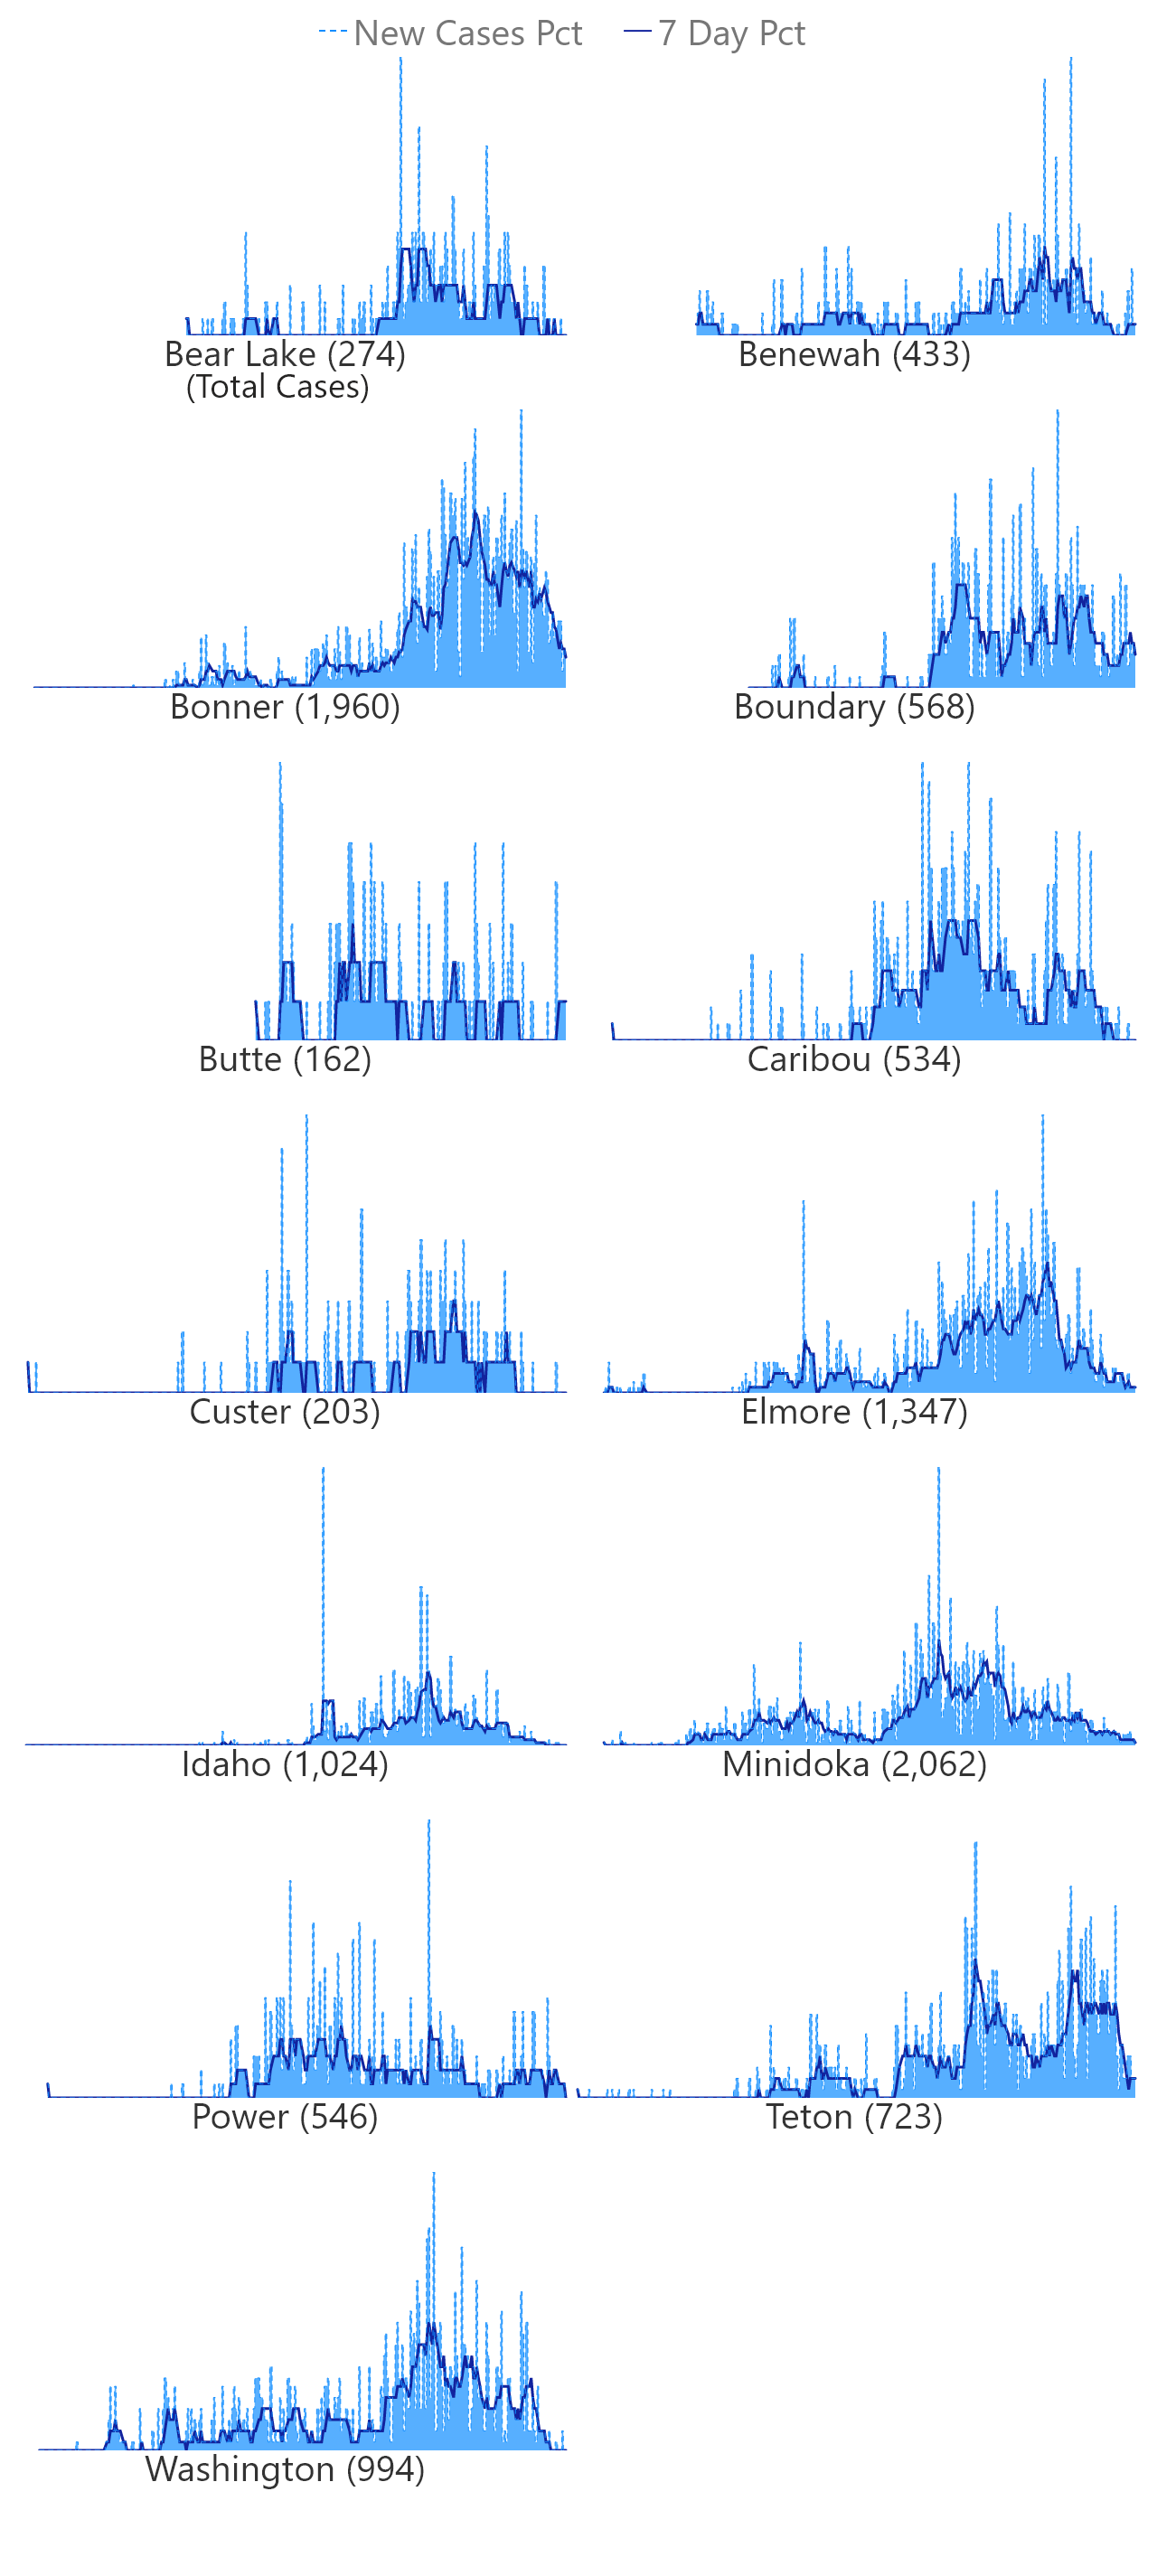 New Cases Pct 7 Day Pct
Bear Lake (274)
(Total Cases)
Benewah (433)
Bonner (1,960)
Boundary (568)
Butte (162)
Caribou (534)
Custer (203)
Elmore (1,347)
Idaho (1,024)
Minidoka (2,062)
Power (546)
Teton (723)
Washington (994)